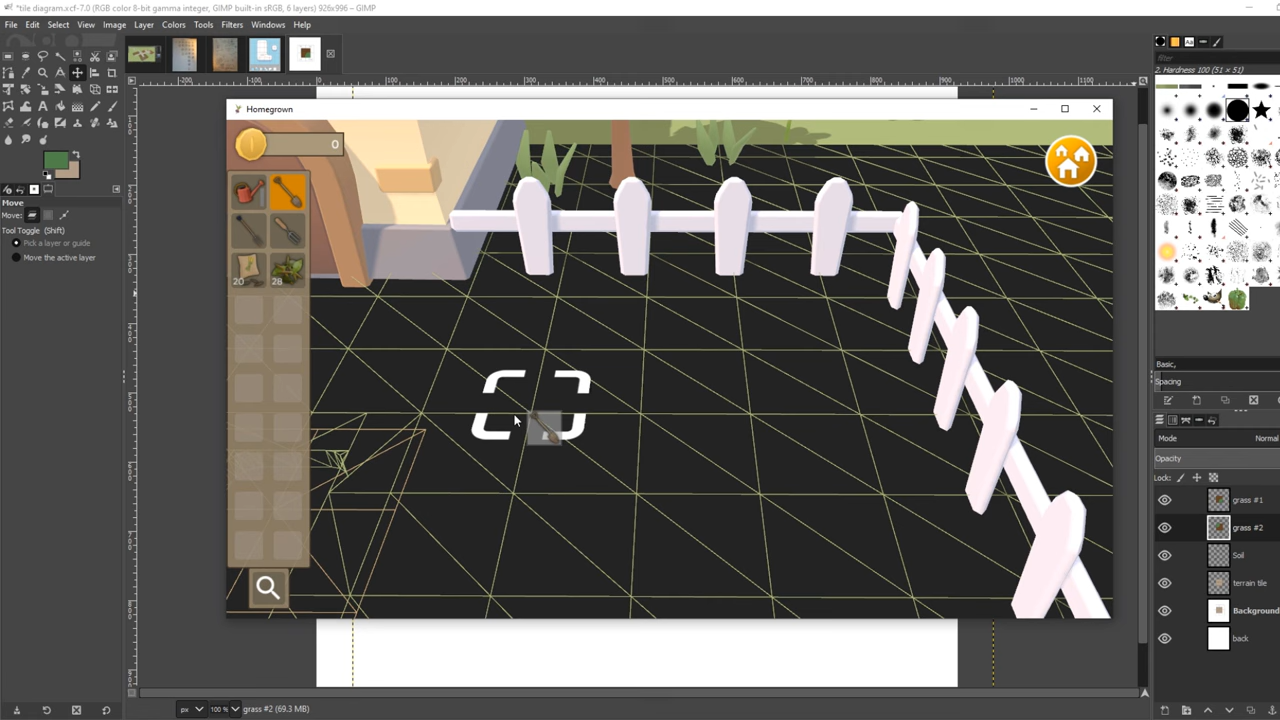 *tile diagram.xcf-7.0 (RGB color 8-bit gamma integer, GIMP built-in sRGB, 6 layers) 926x996 – GIMP
File Edit Select View Image Layer Colors Tools Filters Windows Help
Homegrown
0
20 28
Move
Move:
Tool Toggle (Shift)
Pick a layer or guide
Move the active layer
filter
2. Hardness 100 (51 × 51)
Basic,
Spacing
Mode Normal
Opacity
Lock:
grass #1
grass #2
Soil
terrain tile
Background
back
px 100 % grass #2 (69.3 MB)